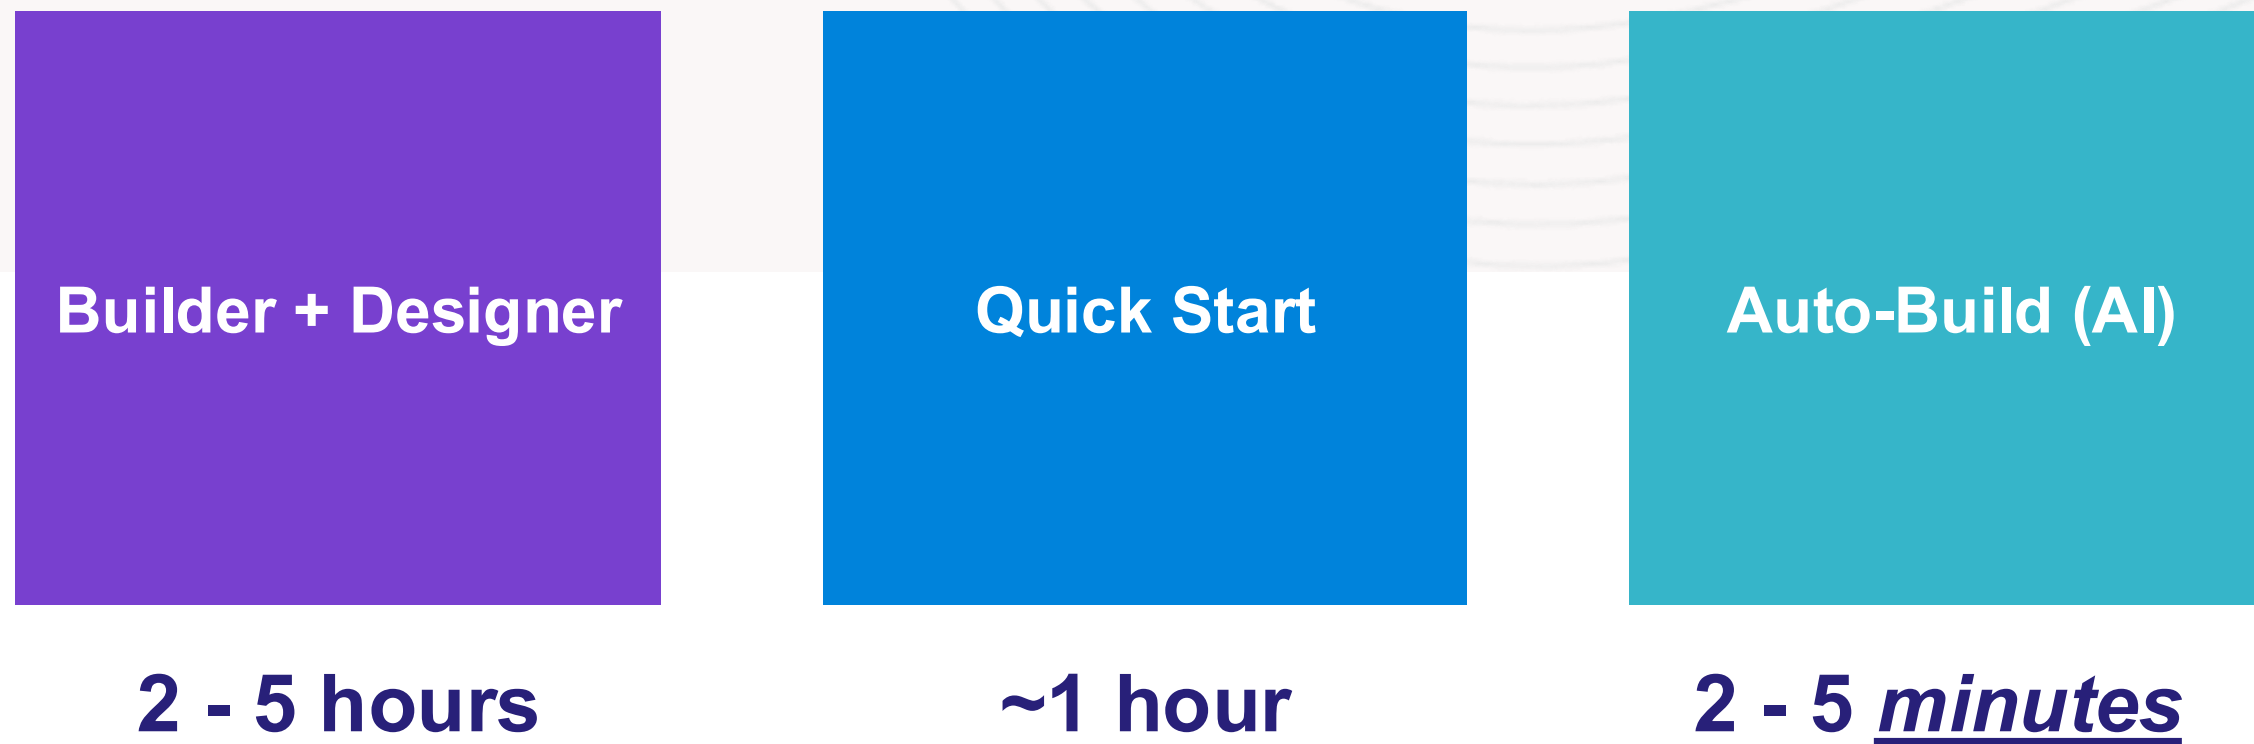 Builder + Designer
Quick Start
Auto-Build (AI)
2 - 5 hours
~1 hour
2 - 5 minutes